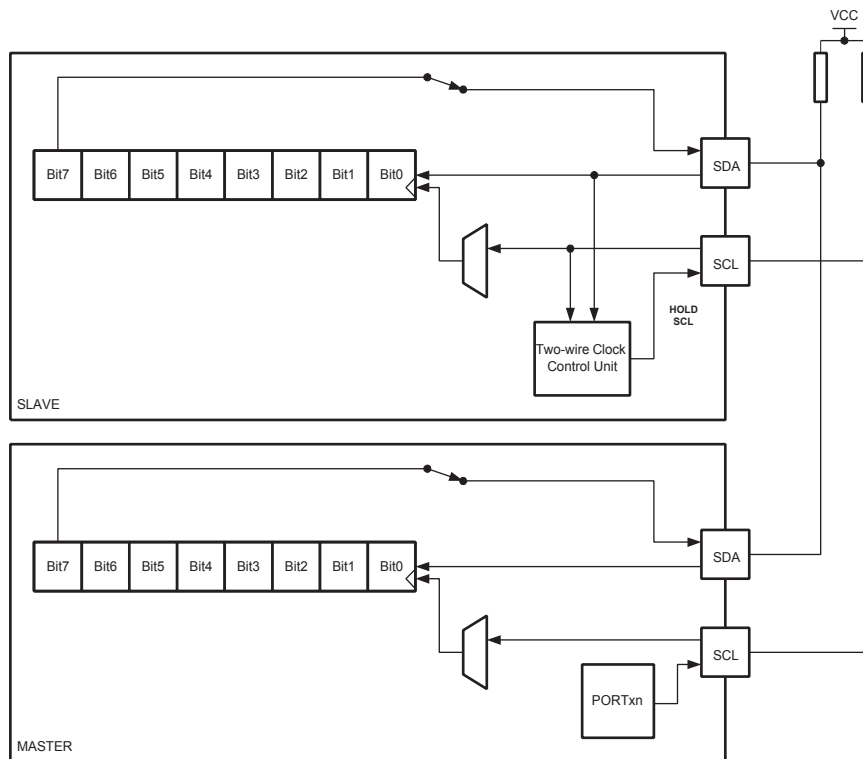 VCC
SDA
Bit7 Bit6 Bit5 Bit4 Bit3 Bit2 Bit1 Bit0
SCL
HOLD
SCL
Two-wire Clock
Control Unit
SLAVE
SDA
Bit7 Bit6 Bit5 Bit4 Bit3 Bit2 Bit1 Bit0
SCL
PORTxn
MASTER